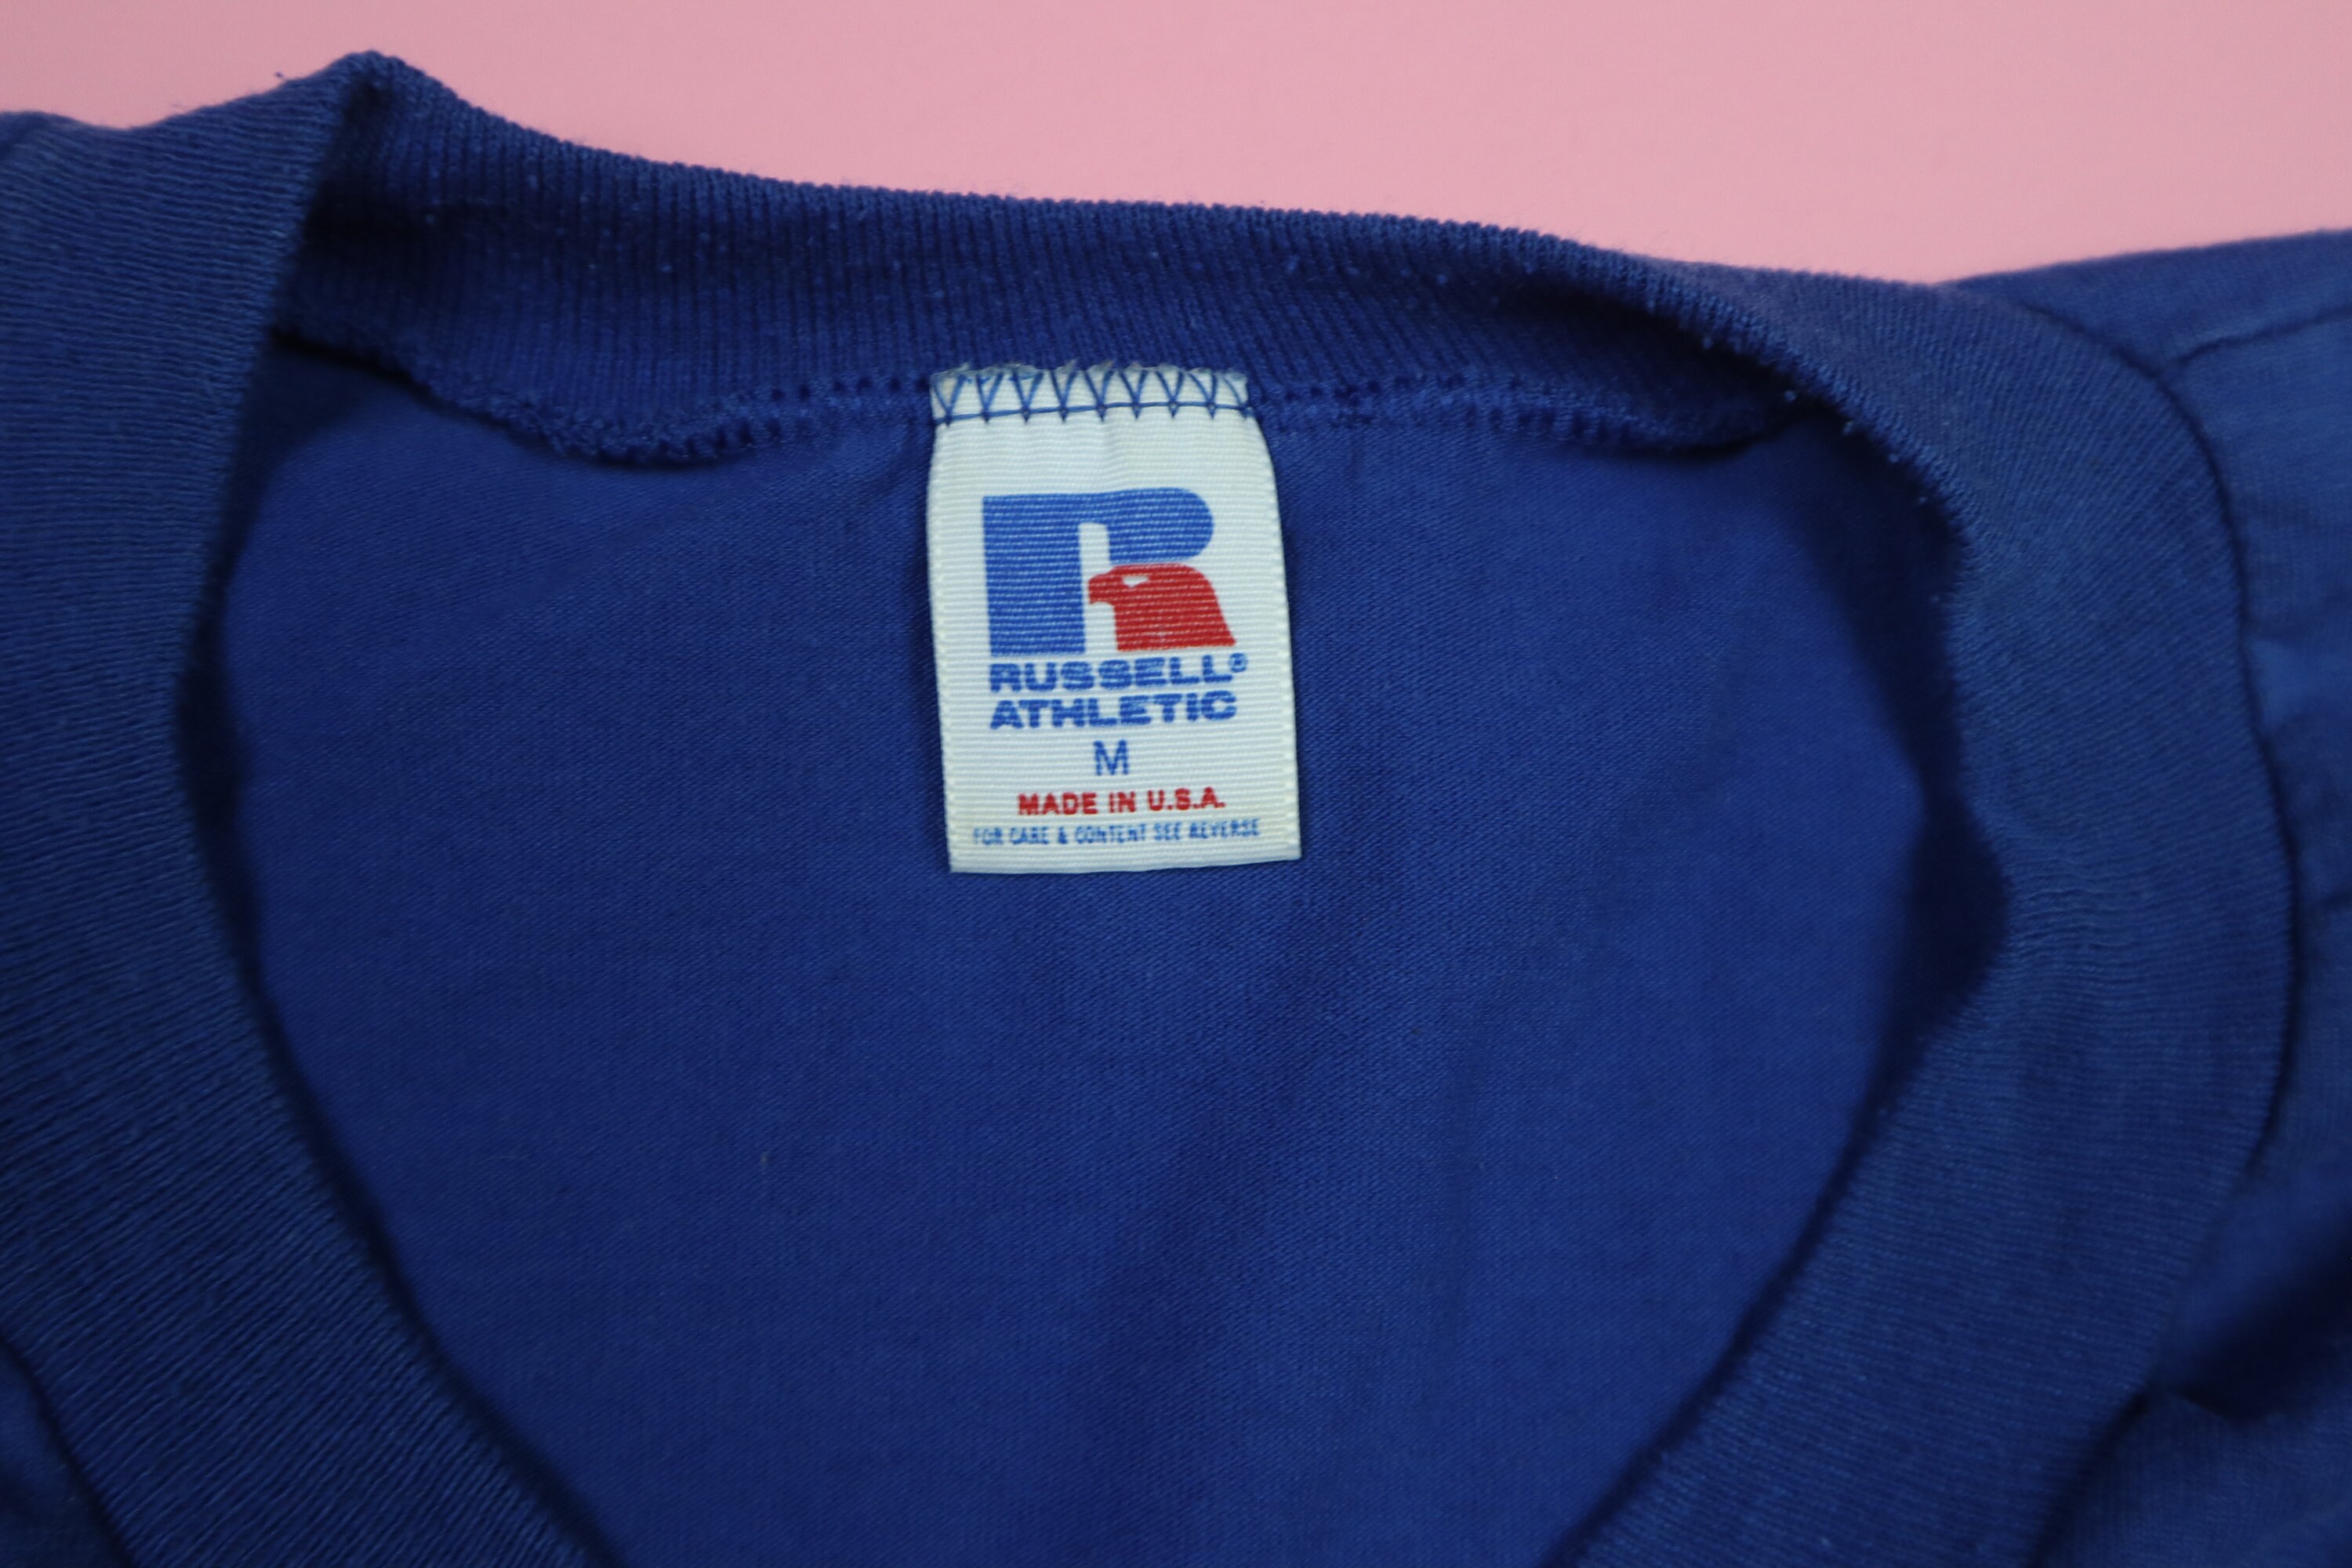 RUSSELL®
ATHLETIC
M
MADE IN U.S.A.
FOR CARE & CONTENT SEE REVERSE